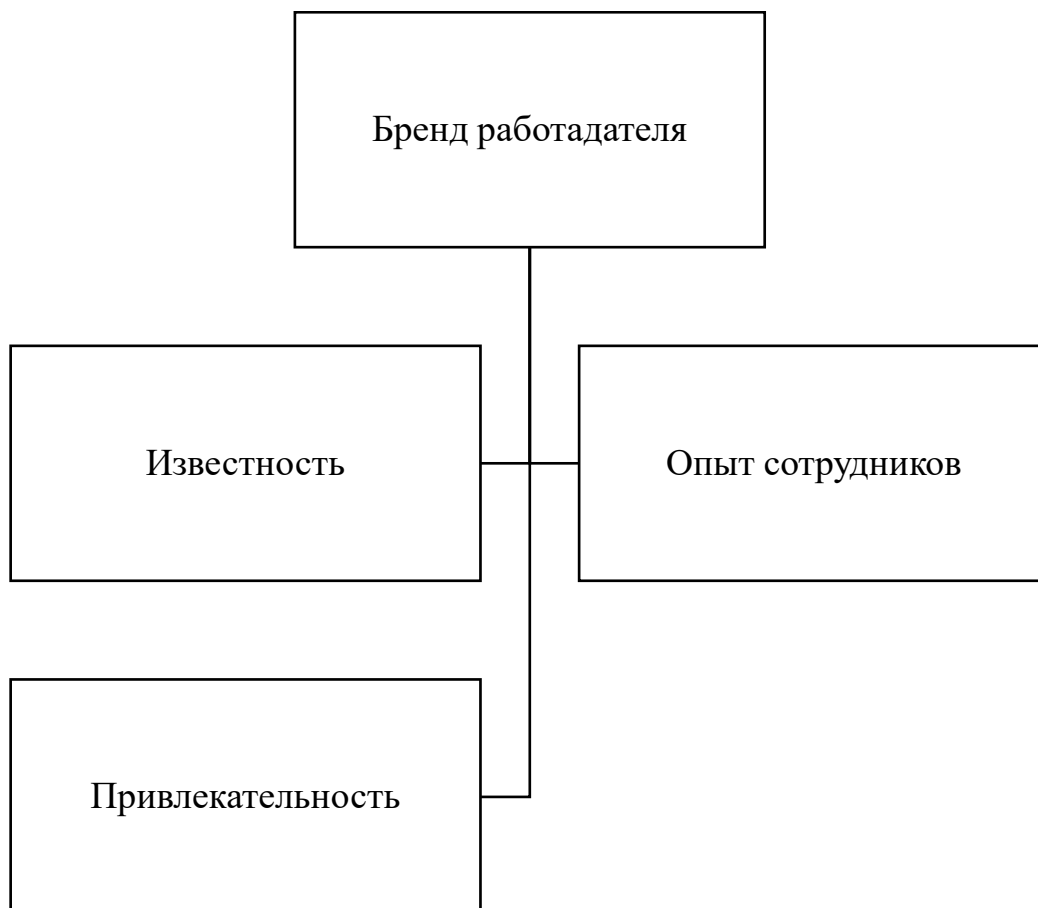 Бренд работадателя
Известность
Опыт сотрудников
Привлекательность